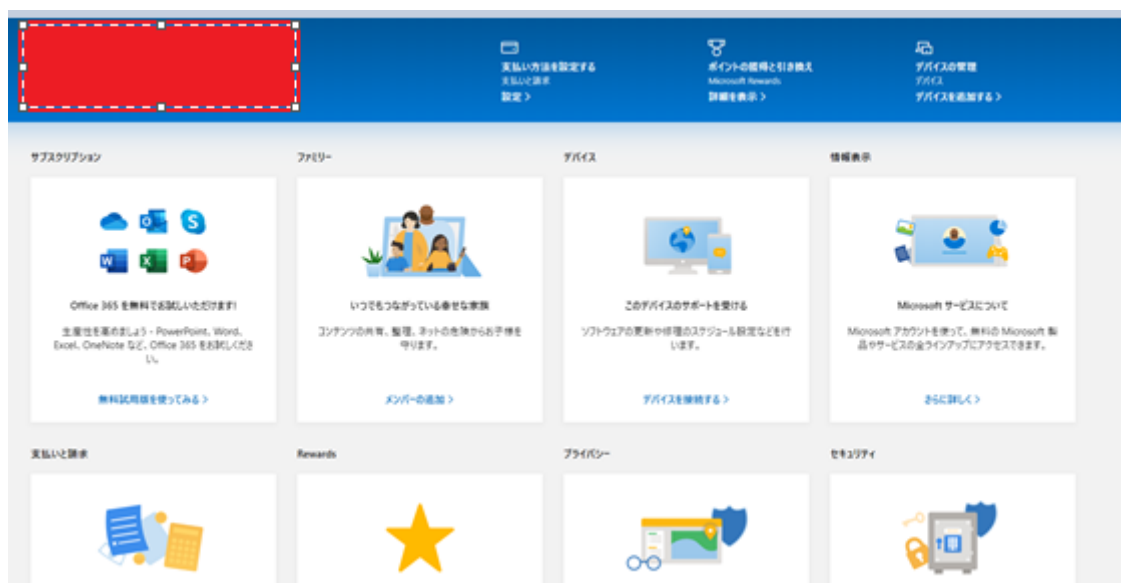 支払い方法を設定する
支払いと請求
設定 >
ポイントの獲得と引き換え
Microsoft Rewards
詳細を表示 >
デバイスの管理
デバイス
デバイスを追加する >
サブスクリプション
ファミリー
デバイス
情報表示
Office 365 を無料でお試しいただけます!
生産性を高めましょう - PowerPoint、Word、
Excel、OneNote など、Office 365 をお試しくださ
い。
無料試用版を使ってみる >
いつでもつながっている幸せな家族
コンテンツの共有、整理、ネットの危険からお子様を
守ります。
メンバーの追加 >
このデバイスのサポートを受ける
ソフトウェアの更新や修理のスケジュール設定などを行
います。
デバイスを接続する >
Microsoft サービスについて
Microsoft アカウントを使って、無料の Microsoft 製
品やサービスの全ラインアップにアクセスできます。
さらに詳しく >
支払いと請求
Rewards
プライバシー
セキュリティ